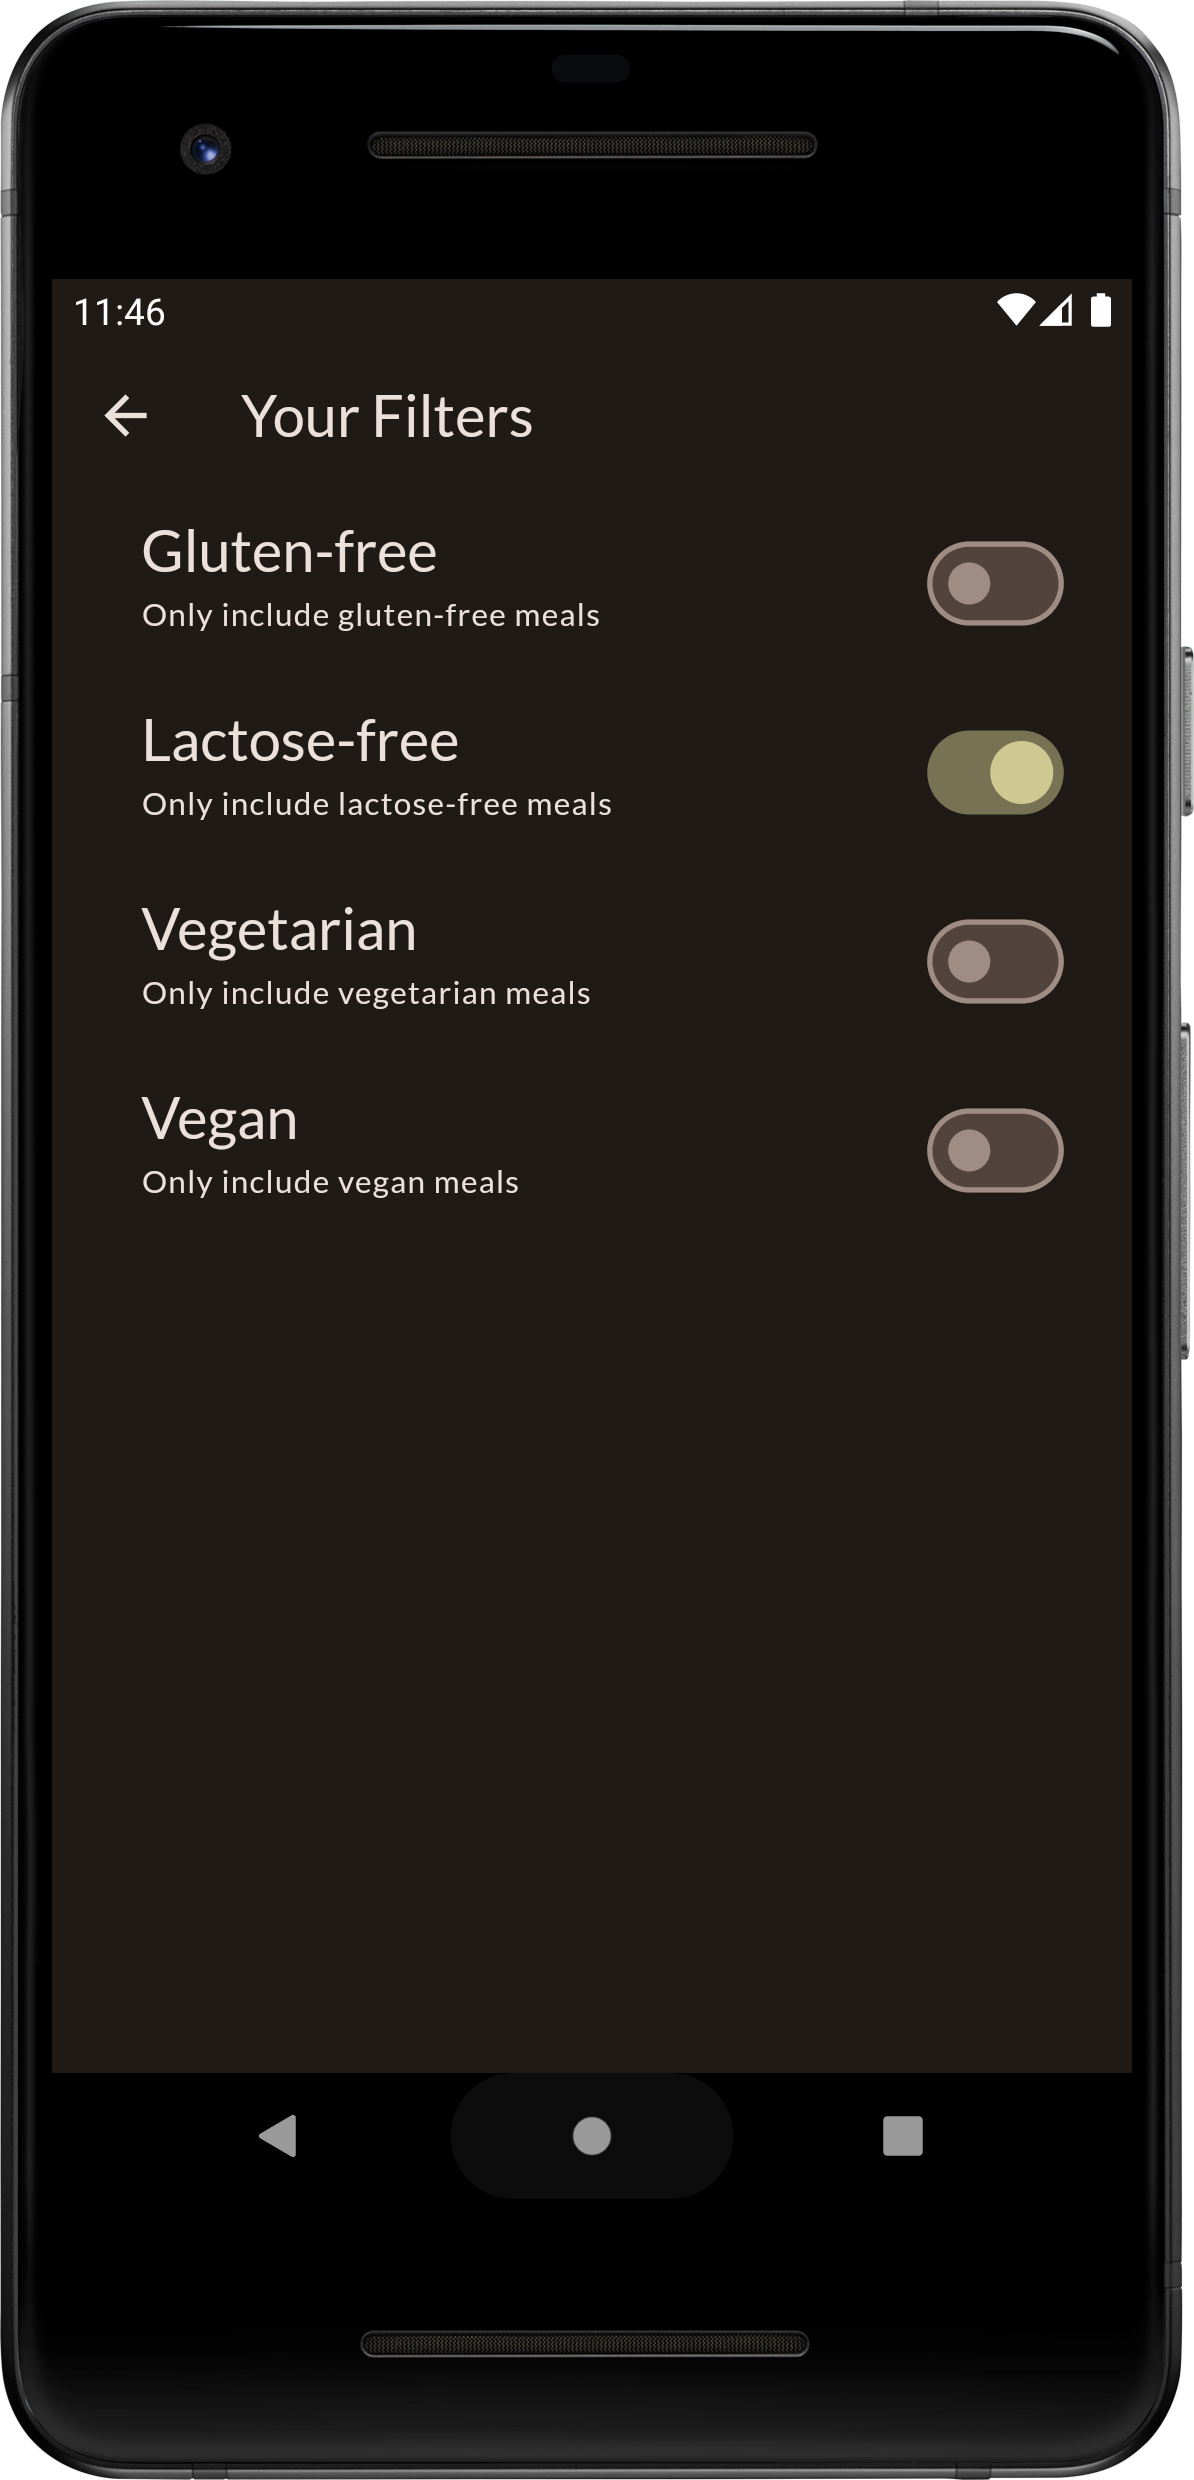 11:46
Your Filters
Gluten-free
Only include gluten-free meals
Lactose-free
Only include lactose-free meals
Vegetarian
Only include vegetarian meals
Vegan
Only include vegan meals